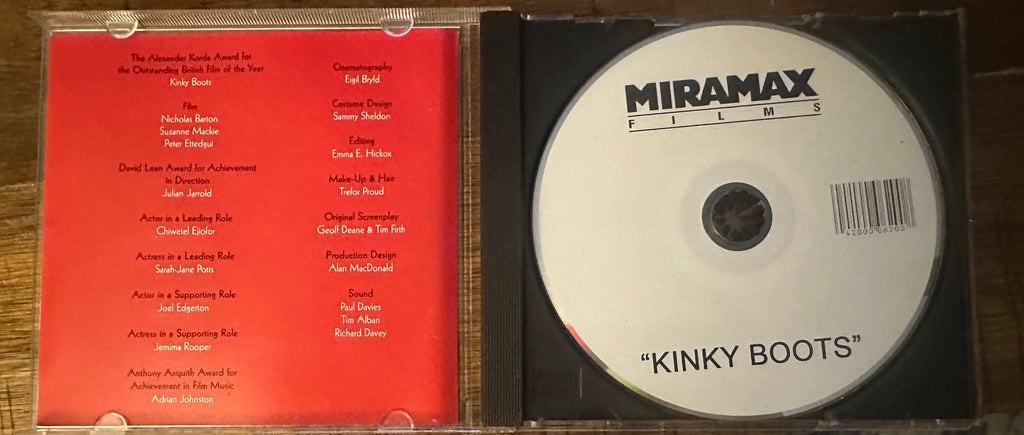 The Alexander Korda Award for
the Outstanding British Film of the Year
Kinky Boots
Film
Nicholas Barton
Suzanne Mackie
Peter Ettedgui
David Lean Award for Achievement
in Direction
Julian Jarrold
Actor in a Leading Role
Chiwetel Ejiofor
Actress in a Leading Role
Sarah-Jane Potts
Actor in a Supporting Role
Joel Edgerton
Actress in a Supporting Role
Jemima Rooper
Anthony Asquith Award for
Achievement in Film Music
Adrian Johnston
Cinematography
Eigil Bryld
Costume Design
Sammy Sheldon
Editing
Emma E. Hickox
Make-Up & Hair
Trefor Proud
Original Screenplay
Geoff Deane & Tim Firth
Production Design
Alan MacDonald
Sound
Paul Davies
Tim Alban
Richard Davey
MIRAMAX
FILMS
42000 06200
"KINKY BOOTS"